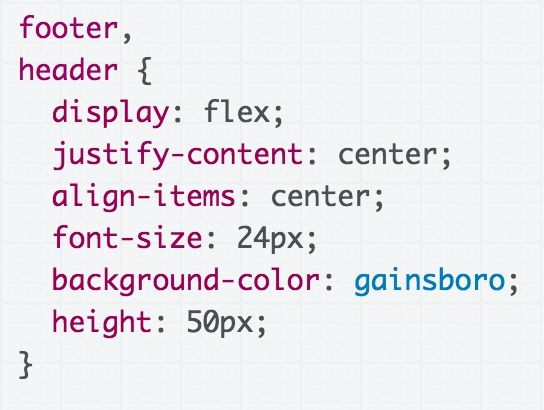 footer,
header {
  display: flex;
  justify-content: center;
  align-items: center;
  font-size: 24px;
  background-color: gainsboro;
  height: 50px;
}